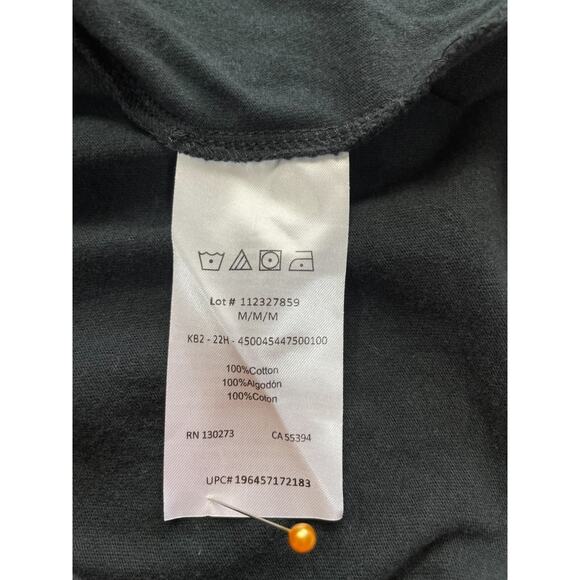 Lot # 112327859
M/M/M
KB2 - 22H - 450045447500100
100%Cotton
100%Algodón
100%Coton
RN 130273 CA 55394
UPC# 196457172183